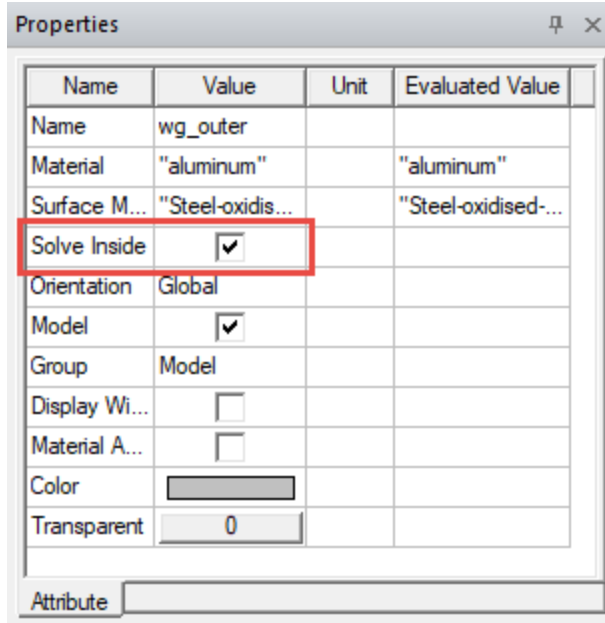 Properties
Name Value Unit Evaluated Value
Name wg_outer
Material "aluminum" "aluminum"
Surface M... "Steel-oxidis... "Steel-oxidised-...
Solve Inside
Orientation Global
Model
Group Model
Display Wi...
Material A...
Color
Transparent 0
Attribute